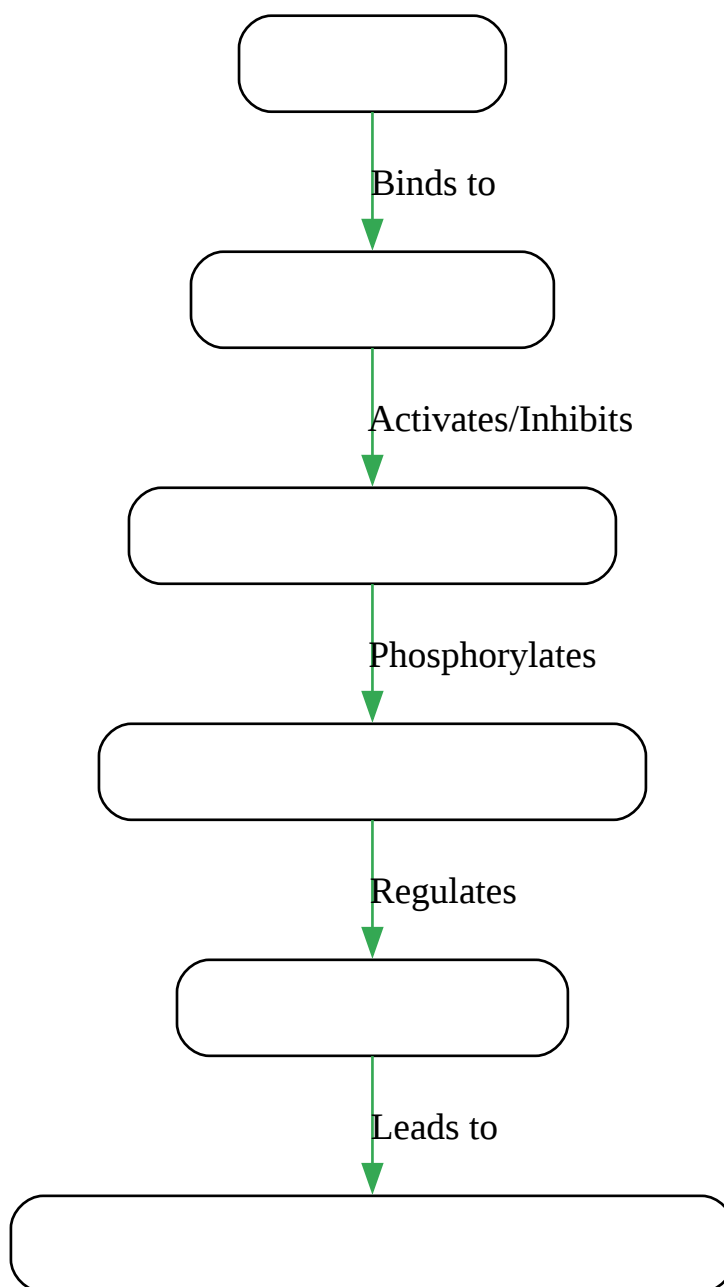 Binds to
Activates/Inhibits
Phosphorylates
Regulates
Leads to